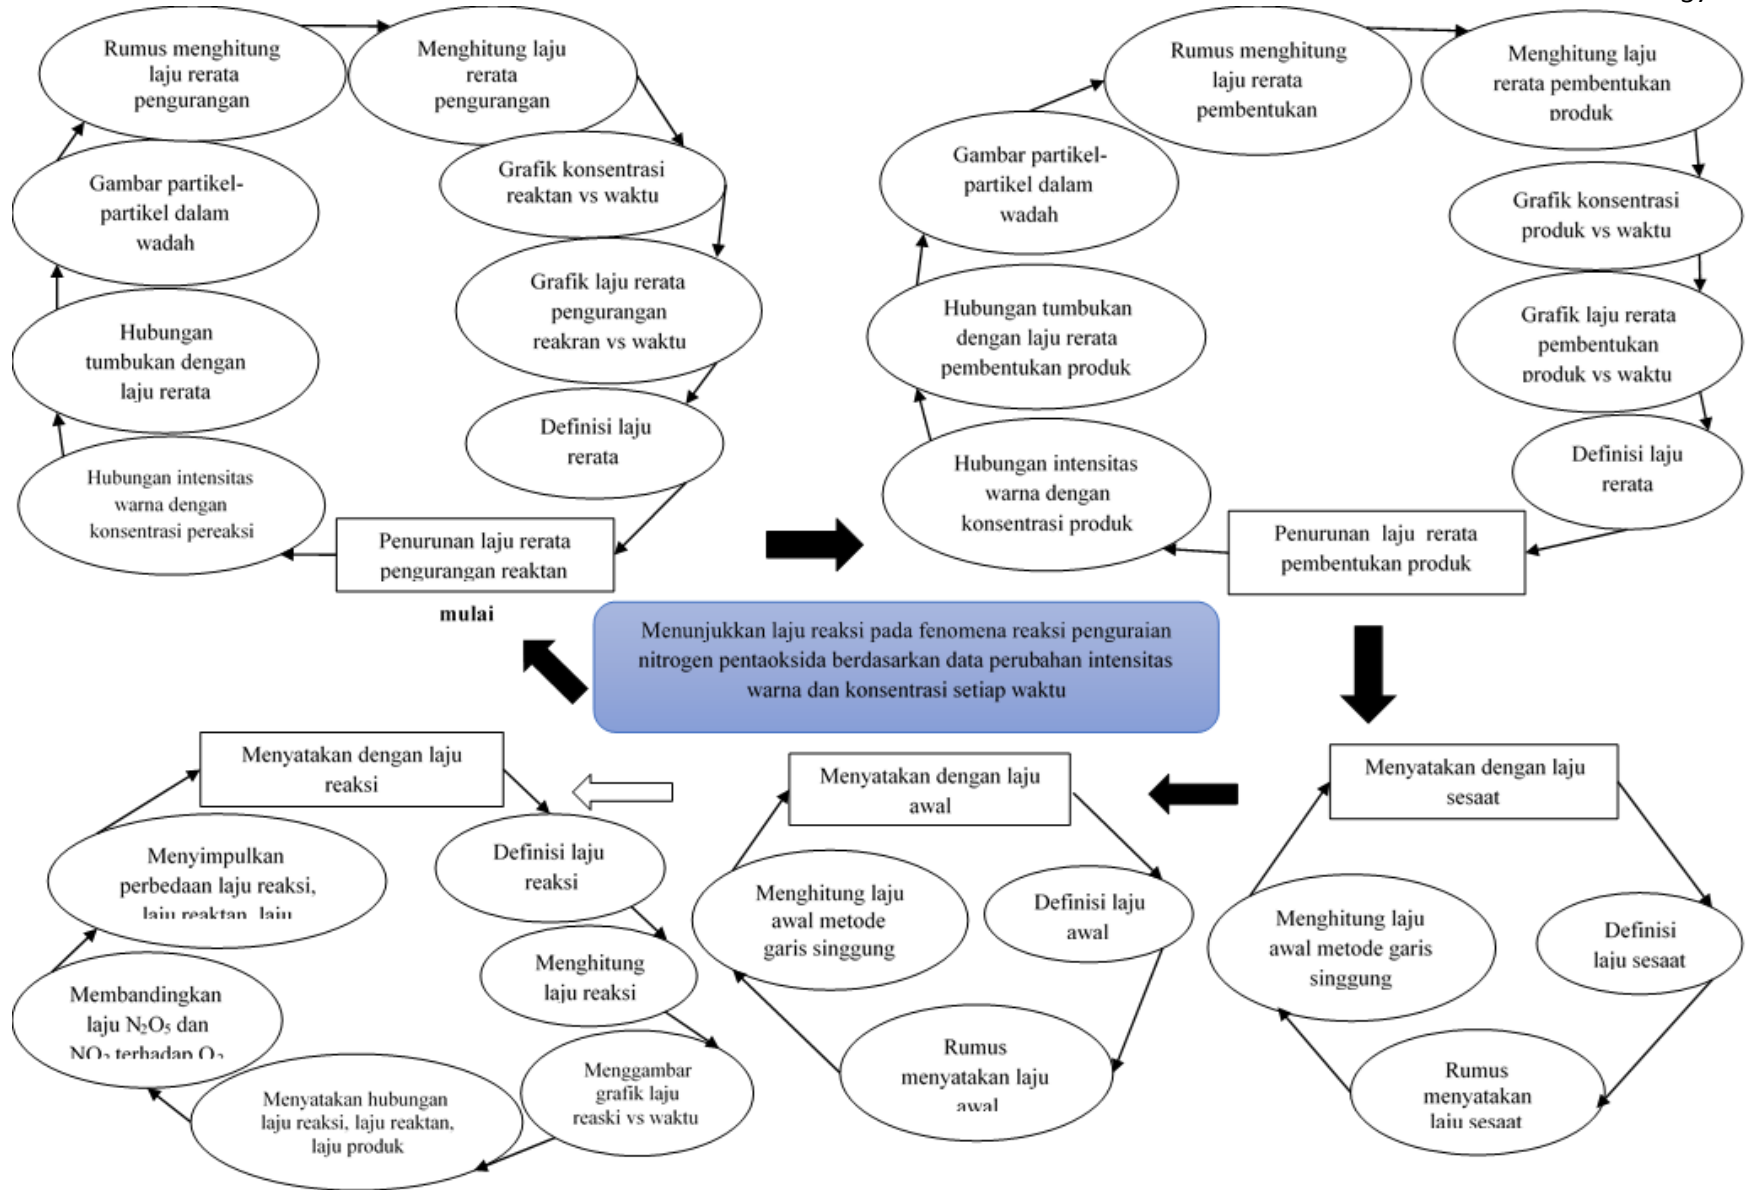 Rumus menghitung
laju rerata
pengurangan
Menghitung laju
rerata
pengurangan
Grafik konsentrasi
reaktan vs waktu
Grafik laju rerata
pengurangan
reakran vs waktu
Definisi laju
rerata
Penurunan laju rerata
pengurangan reaktan
mulai
Hubungan intensitas
warna dengan
konsentrasi pereaksi
Hubungan
tumbukan dengan
laju rerata
Gambar partikel-
partikel dalam
wadah
Rumus menghitung
laju rerata
pembentukan
Menghitung laju
rerata pembentukan
produk
Grafik konsentrasi
produk vs waktu
Grafik laju rerata
pembentukan
produk vs waktu
Definisi laju
rerata
Penurunan laju rerata
pembentukan produk
Hubungan intensitas
warna dengan
konsentrasi produk
Hubungan tumbukan
dengan laju rerata
pembentukan produk
Gambar partikel-
partikel dalam
wadah
Menunjukkan laju reaksi pada fenomena reaksi penguraian
nitrogen pentaoksida berdasarkan data perubahan intensitas
warna dan konsentrasi setiap waktu
Menyatakan dengan laju
sesaat
Definisi
laju sesaat
Rumus
menyatakan
laju sesaat
Menghitung laju
awal metode garis
singgung
Menyatakan dengan laju
awal
Definisi laju
awal
Rumus
menyatakan laju
awal
Menghitung laju
awal metode
garis singgung
Menyatakan dengan laju
reaksi
Definisi laju
reaksi
Menghitung
laju reaksi
Menggambar
grafik laju
reaski vs waktu
Menyatakan hubungan
laju reaksi, laju reaktan,
laju produk
Membandingkan
laju N₂O₅ dan
NO₂ terhadap O₂
Menyimpulkan
perbedaan laju reaksi,
laju reaktan, laju